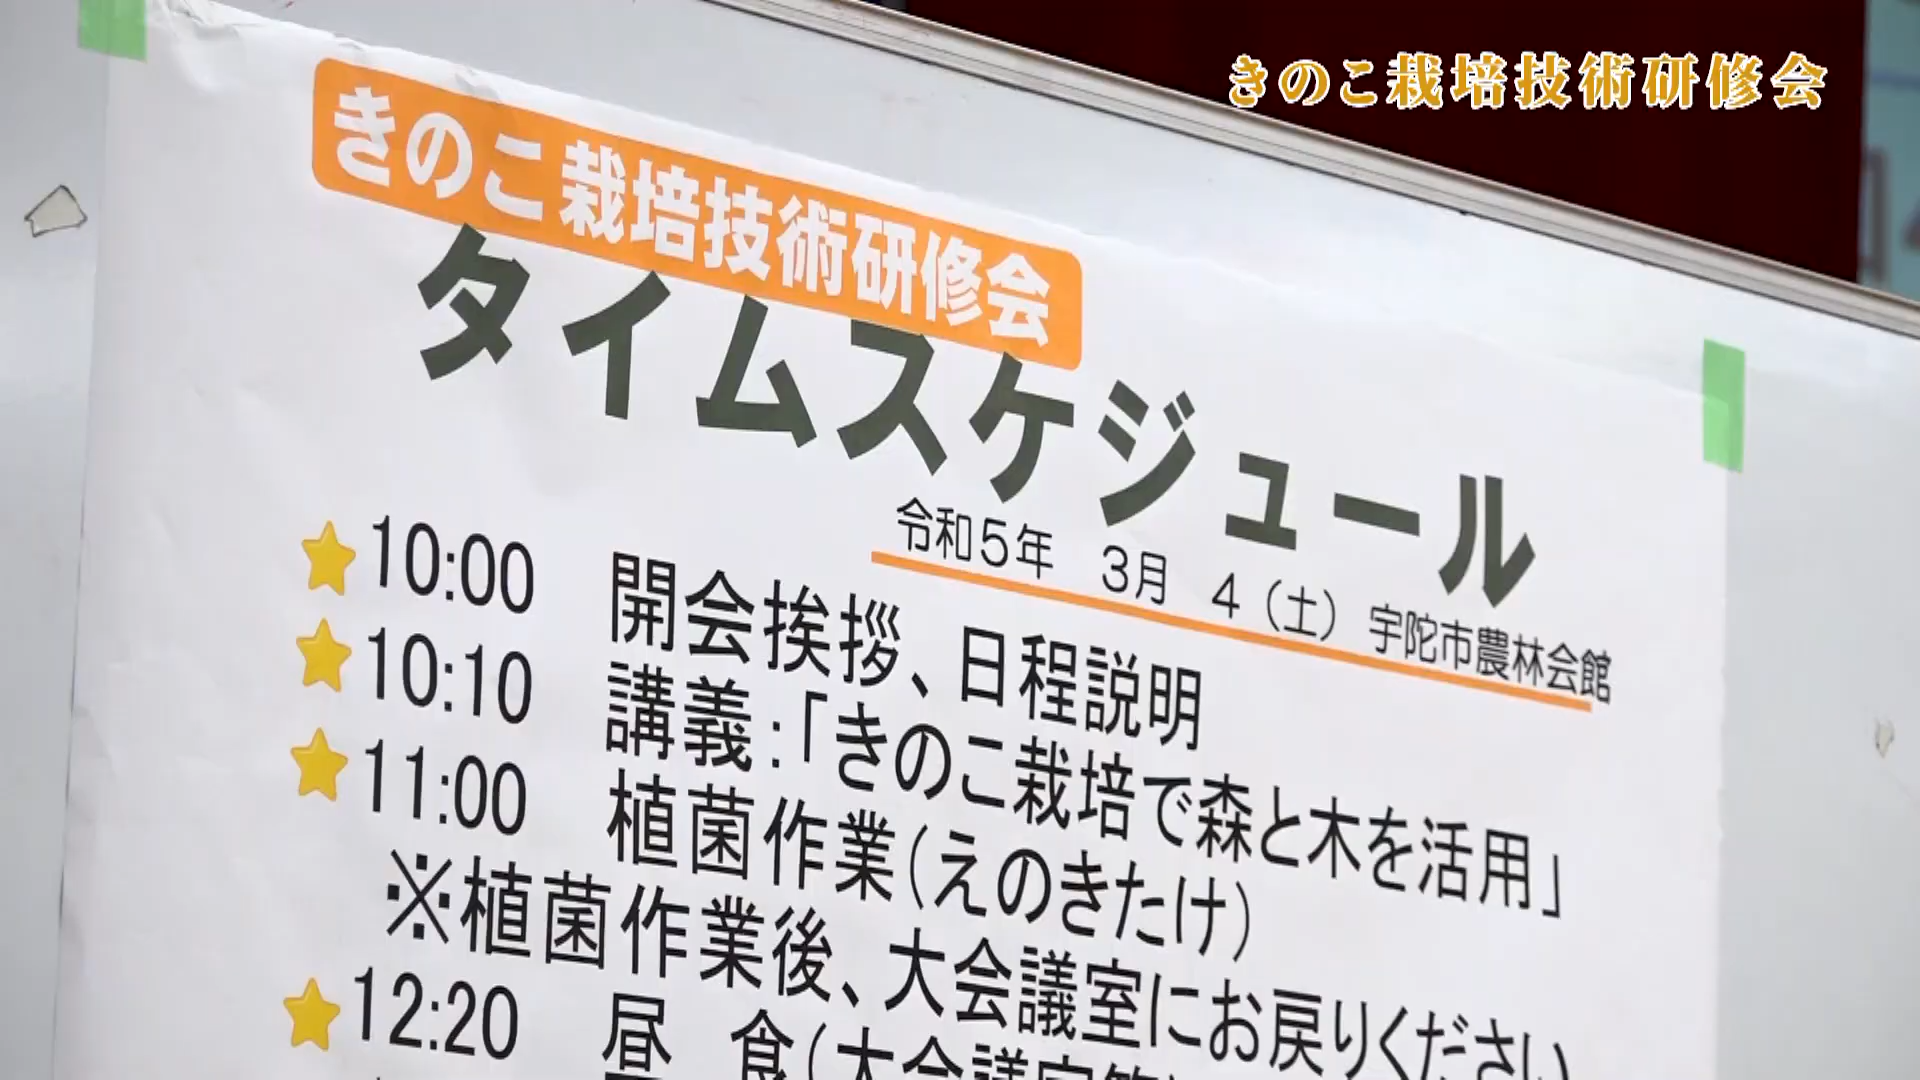 きのこ栽培技術研修会
きのこ栽培技術研修会
タイムスケジュール
令和5年 3月 4(土) 宇陀市農林会館
10:00 開会挨拶、日程説明
10:10 講義:「きのこ栽培で森と木を活用」
11:00 植菌作業(えのきたけ)
※植菌作業後、大会議室にお戻りください
12:20 昼 食(大会議室等)